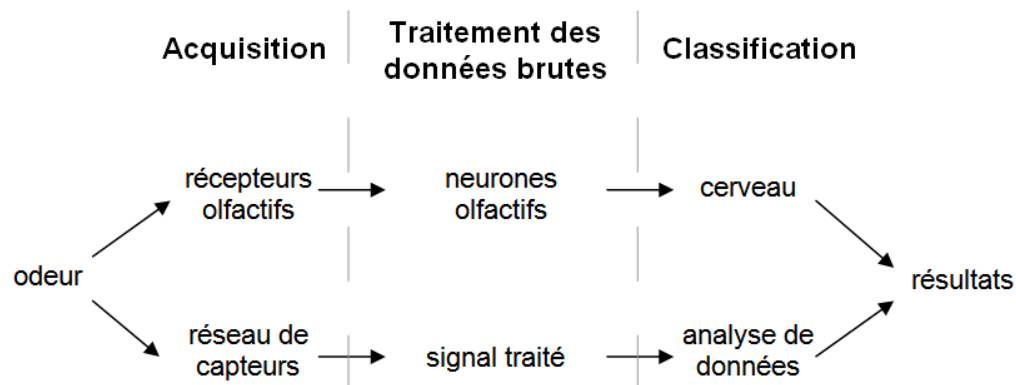 Acquisition
Traitement des
données brutes
Classification
récepteurs
olfactifs
neurones
olfactifs
cerveau
odeur
résultats
réseau de
capteurs
signal traité
analyse de
données